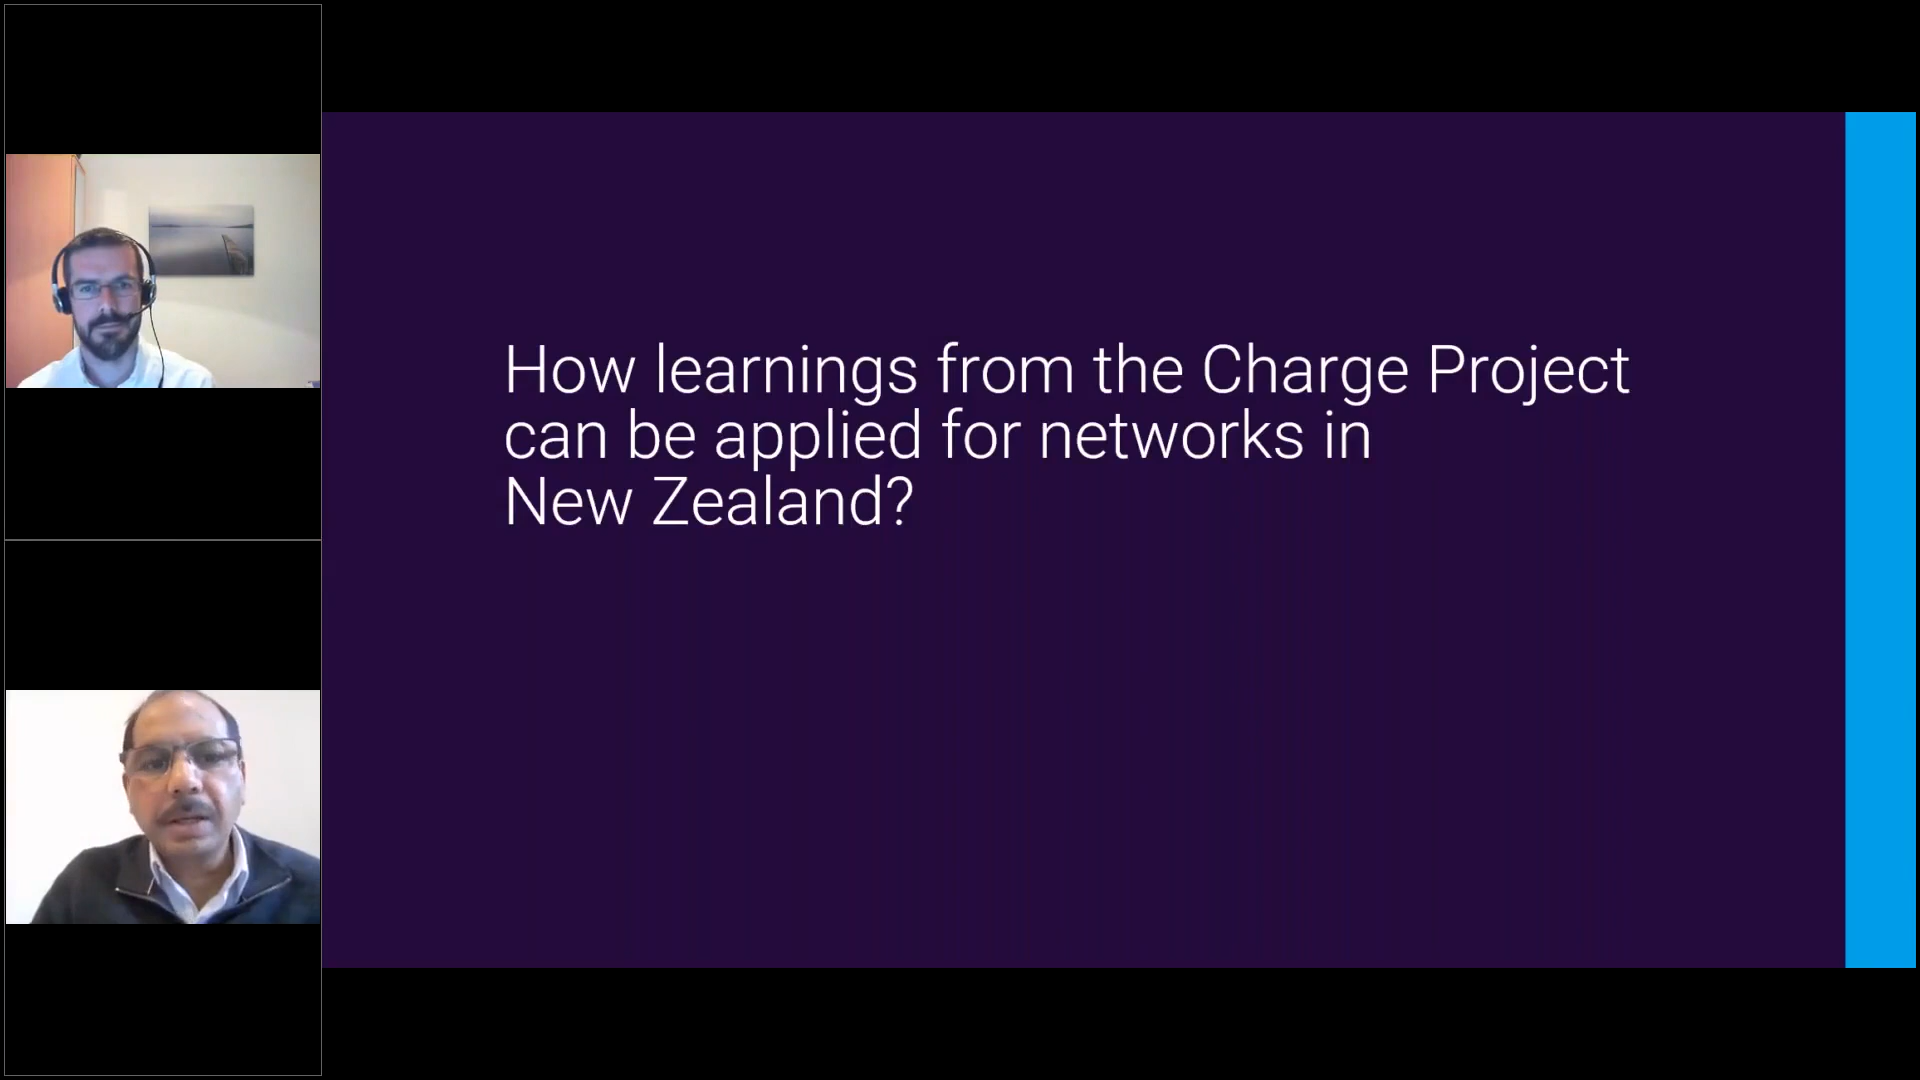 How learnings from the Charge Project
can be applied for networks in
New Zealand?